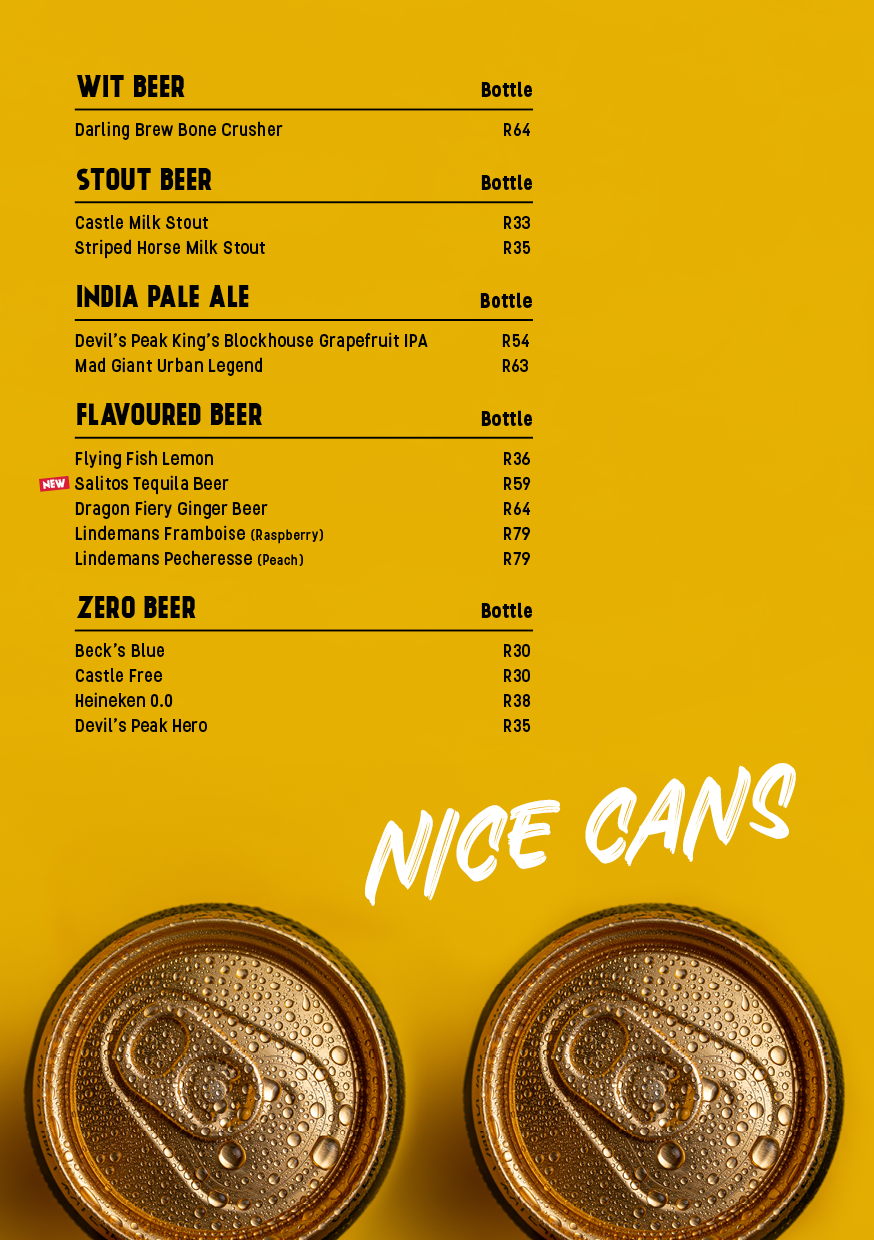 WIT BEER Bottle
Darling Brew Bone Crusher R64
STOUT BEER Bottle
Castle Milk Stout R33
Striped Horse Milk Stout R35
INDIA PALE ALE Bottle
Devil's Peak King's Blockhouse Grapefruit IPA R54
Mad Giant Urban Legend R63
FLAVOURED BEER Bottle
Flying Fish Lemon R36
NEW Salitos Tequila Beer R59
Dragon Fiery Ginger Beer R64
Lindemans Framboise (Raspberry) R79
Lindemans Pecheresse (Peach) R79
ZERO BEER Bottle
Beck's Blue R30
Castle Free R30
Heineken 0.0 R38
Devil's Peak Hero R35
NICE CANS